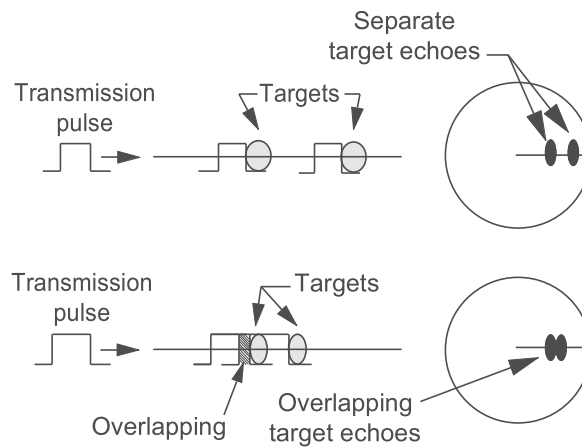 Separate
target echoes
Transmission
pulse
Targets
Transmission
pulse
Targets
Overlapping
Overlapping
target echoes